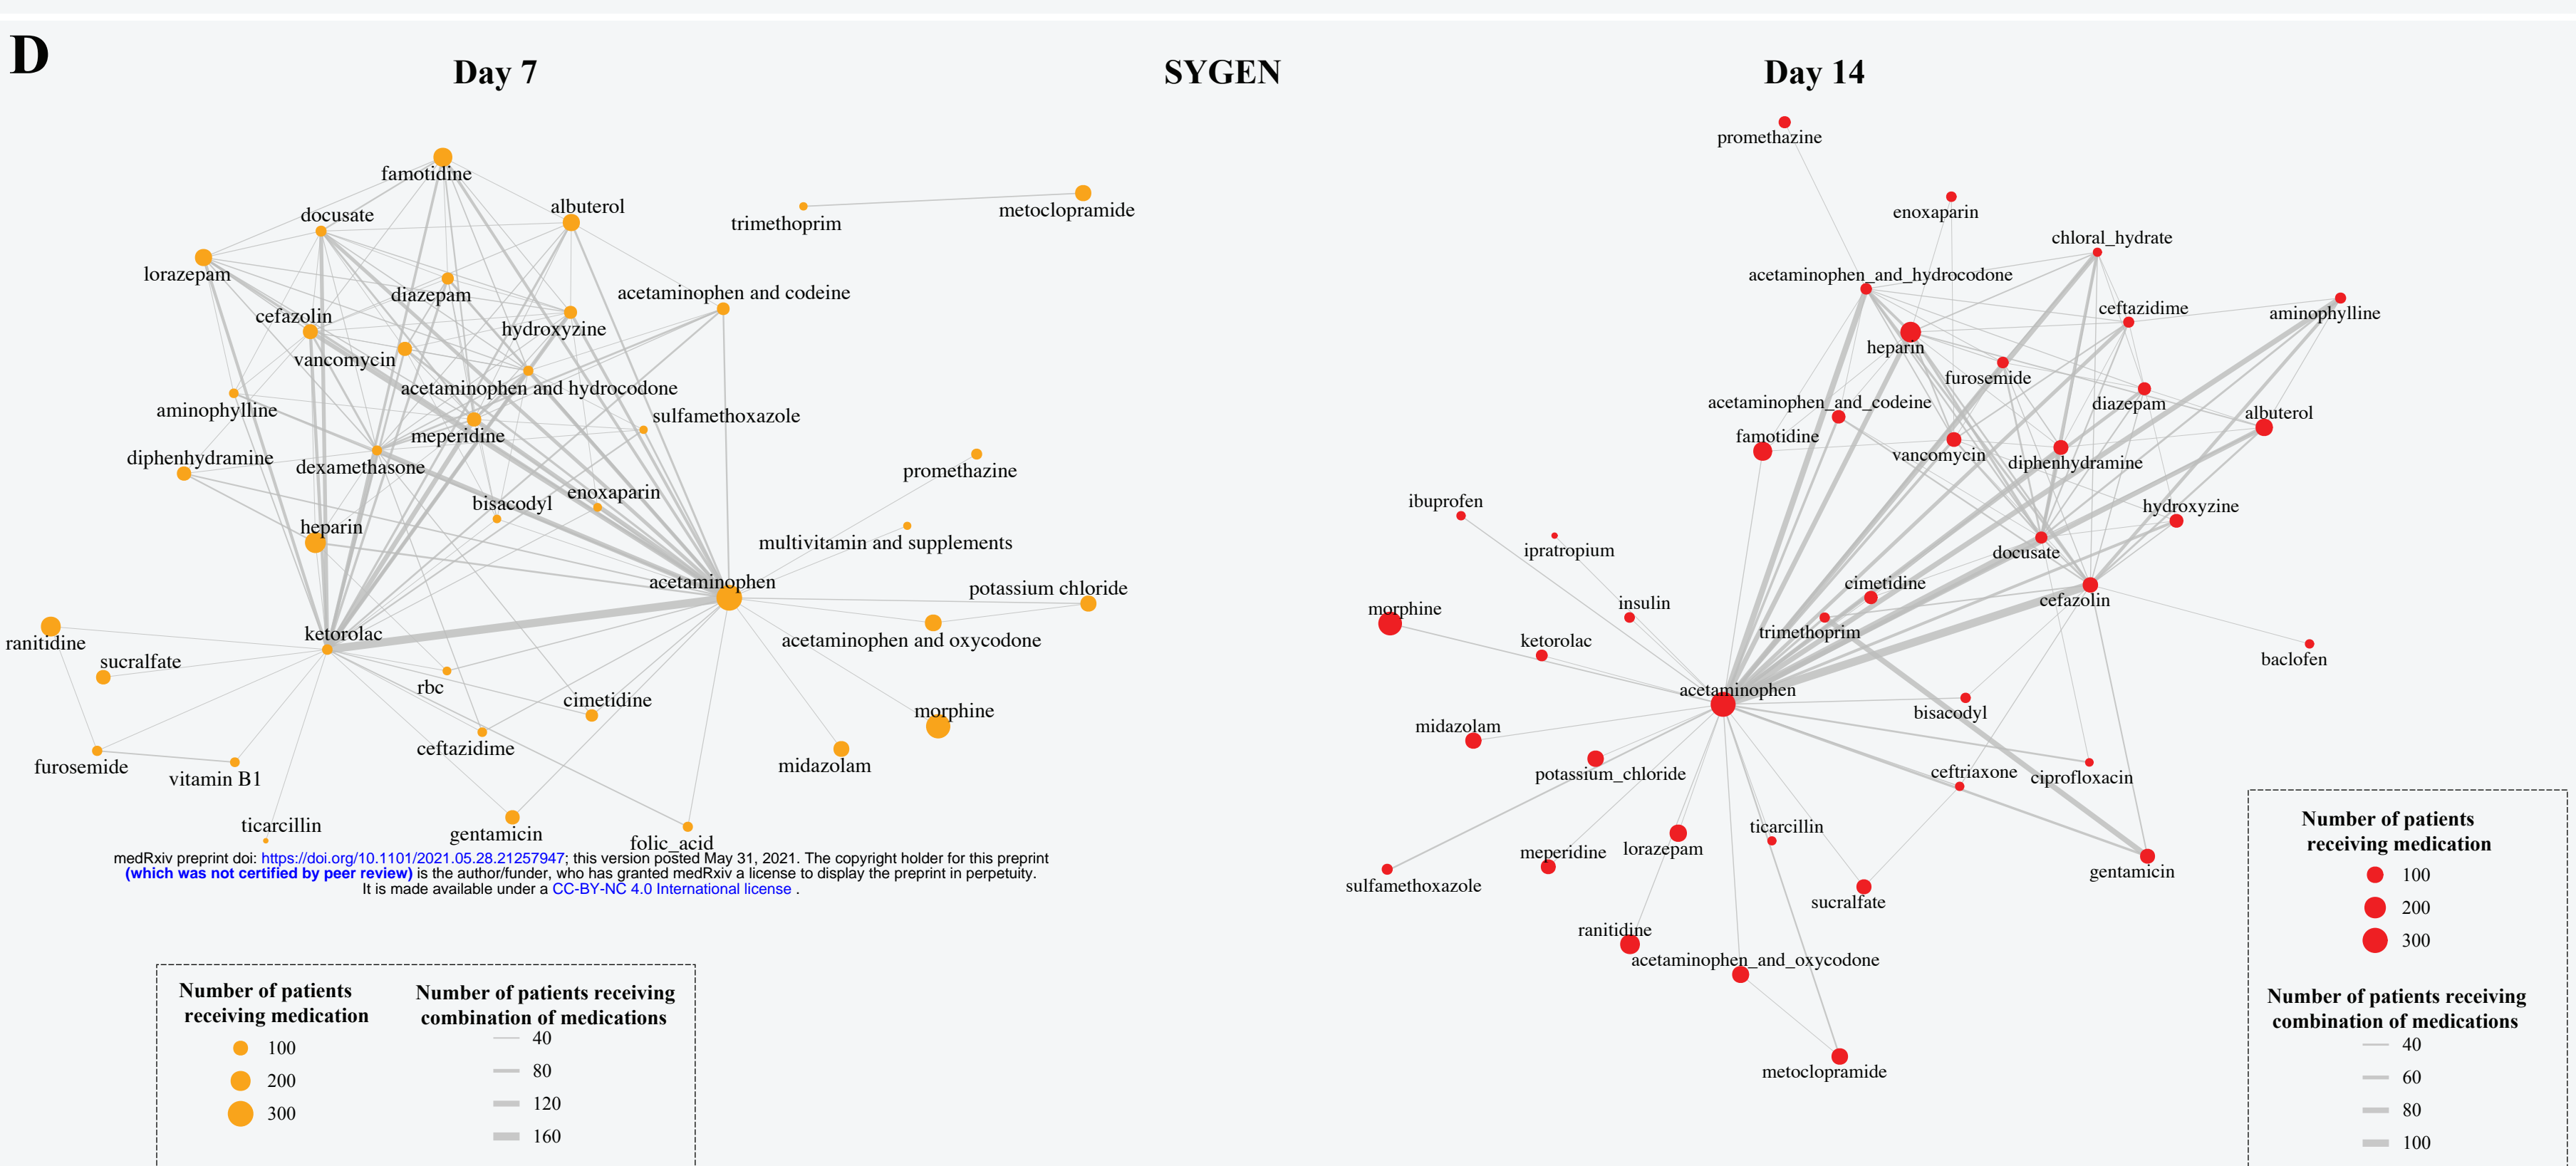 D
Day 7
SYGEN
Day 14
famotidine
docusate
albuterol
trimethoprim
metoclopramide
lorazepam
diazepam
acetaminophen and codeine
cefazolin
hydroxyzine
vancomycin
acetaminophen and hydrocodone
aminophylline
sulfamethoxazole
meperidine
diphenhydramine
dexamethasone
promethazine
bisacodyl
enoxaparin
heparin
multivitamin and supplements
acetaminophen
potassium chloride
ketorolac
acetaminophen and oxycodone
ranitidine
sucralfate
rbc
cimetidine
morphine
ceftazidime
furosemide
vitamin B1
midazolam
ticarcillin
gentamicin
folic_acid
medRxiv preprint doi: https://doi.org/10.1101/2021.05.28.21257947; this version posted May 31, 2021. The copyright holder for this preprint
(which was not certified by peer review) is the author/funder, who has granted medRxiv a license to display the preprint in perpetuity.
It is made available under a CC-BY-NC 4.0 International license .
Number of patients
receiving medication
100
200
300
Number of patients receiving
combination of medications
40
80
120
160
promethazine
enoxaparin
chloral_hydrate
acetaminophen_and_hydrocodone
ceftazidime
aminophylline
heparin
furosemide
acetaminophen_and_codeine
diazepam
albuterol
famotidine
vancomycin
diphenhydramine
ibuprofen
hydroxyzine
ipratropium
docusate
cimetidine
morphine
insulin
cefazolin
ketorolac
trimethoprim
baclofen
acetaminophen
bisacodyl
midazolam
potassium_chloride
ceftriaxone
ciprofloxacin
ticarcillin
meperidine
lorazepam
gentamicin
sulfamethoxazole
sucralfate
ranitidine
acetaminophen_and_oxycodone
metoclopramide
Number of patients
receiving medication
100
200
300
Number of patients receiving
combination of medications
40
60
80
100